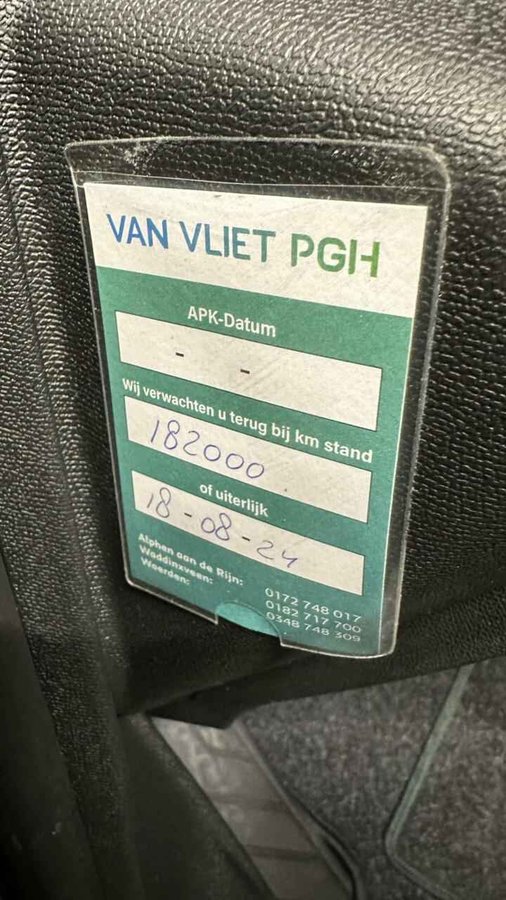 VAN VLIET PGH
APK-Datum
- -
Wij verwachten u terug bij km stand
182000
of uiterlijk
18-08-24
Alphen aan de Rijn: 0172 748 017
Waddinxveen: 0182 717 700
Woerden: 0348 748 309